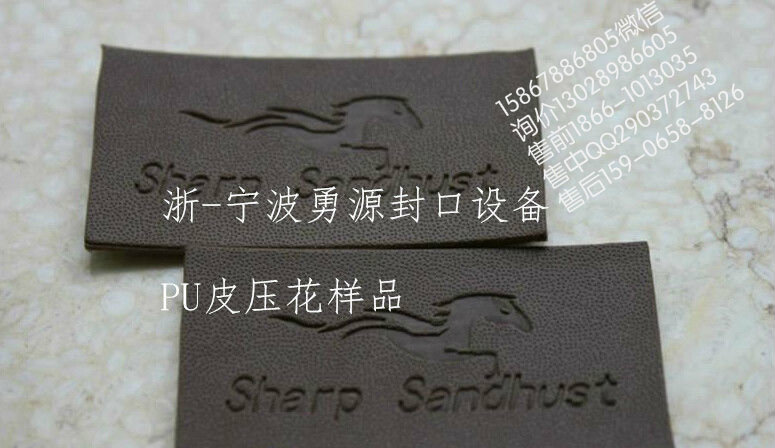 15867886805微信
询价13028986605
售前1866-1013035
售中QQ290372743
售后159-0658-8126
Sharp Sandhust
浙-宁波勇源封口设备
PU皮压花样品
Sharp Sandhust